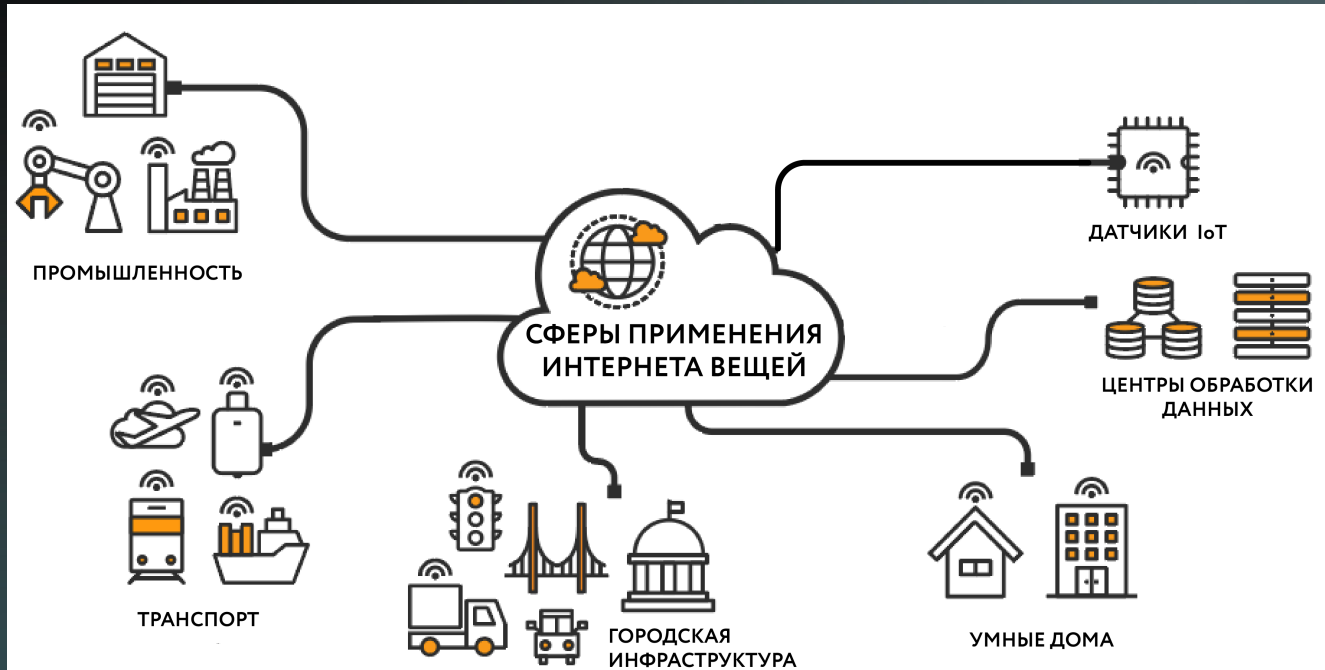 ПРОМЫШЛЕННОСТЬ
СФЕРЫ ПРИМЕНЕНИЯ
ИНТЕРНЕТА ВЕЩЕЙ
ДАТЧИКИ IoT
ЦЕНТРЫ ОБРАБОТКИ
ДАННЫХ
ТРАНСПОРТ
ГОРОДСКАЯ
ИНФРАСТРУКТУРА
УМНЫЕ ДОМА